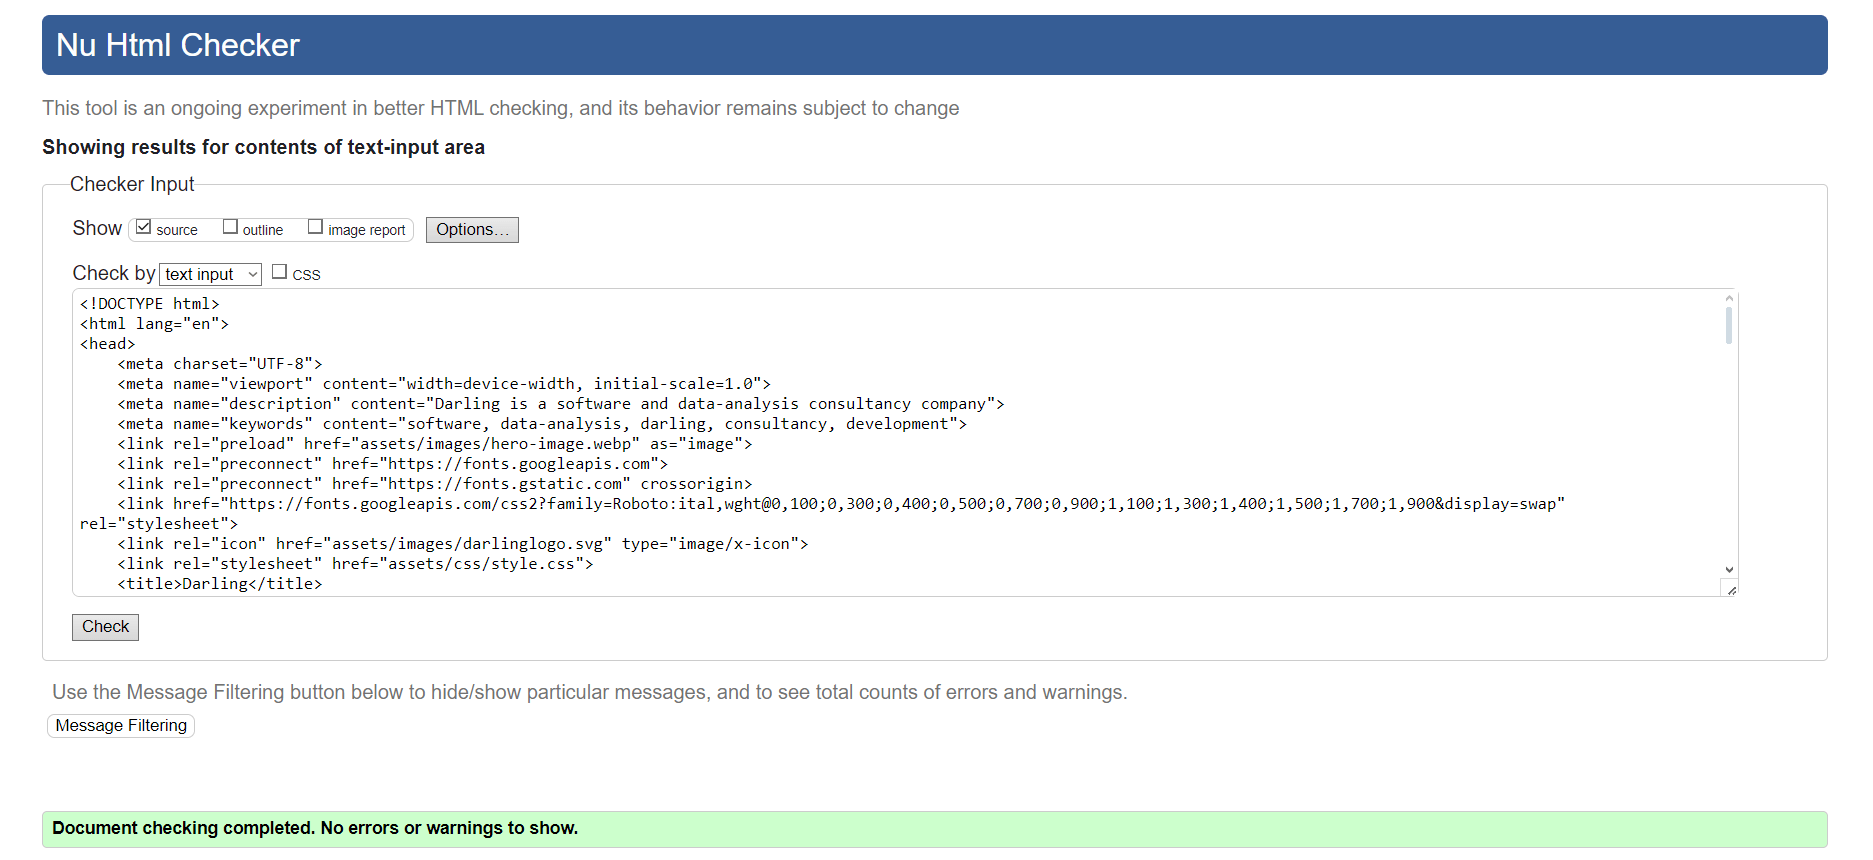 Nu Html Checker
This tool is an ongoing experiment in better HTML checking, and its behavior remains subject to change
Showing results for contents of text-input area
Checker Input
Show source outline image report Options...
Check by text input CSS
<!DOCTYPE html>
<html lang="en">
<head>
    <meta charset="UTF-8">
    <meta name="viewport" content="width=device-width, initial-scale=1.0">
    <meta name="description" content="Darling is a software and data-analysis consultancy company">
    <meta name="keywords" content="software, data-analysis, darling, consultancy, development">
    <link rel="preload" href="assets/images/hero-image.webp" as="image">
    <link rel="preconnect" href="https://fonts.googleapis.com">
    <link rel="preconnect" href="https://fonts.gstatic.com" crossorigin>
    <link href="https://fonts.googleapis.com/css2?family=Roboto:ital,wght@0,100;0,300;0,400;0,500;0,700;0,900;1,100;1,300;1,400;1,500;1,700;1,900&display=swap"
rel="stylesheet">
    <link rel="icon" href="assets/images/darlinglogo.svg" type="image/x-icon">
    <link rel="stylesheet" href="assets/css/style.css">
    <title>Darling</title>
Check
Use the Message Filtering button below to hide/show particular messages, and to see total counts of errors and warnings.
Message Filtering
Document checking completed. No errors or warnings to show.